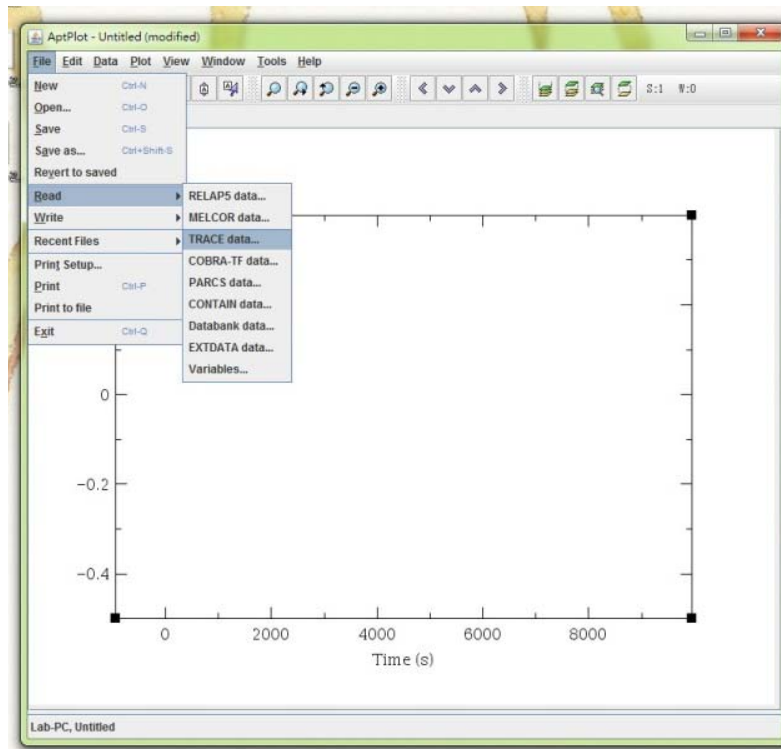 AptPlot - Untitled (modified)
File Edit Data Plot View Window Tools Help
S:1 W:0
New Ctrl-N
Open... Ctrl-O
Save Ctrl-S
Save as... Ctrl+Shift-S
Revert to saved
Read
Write
Recent Files
Print Setup...
Print Ctrl-P
Print to file
Exit Ctrl-Q
RELAP5 data...
MELCOR data...
TRACE data...
COBRA-TF data...
PARCS data...
CONTAIN data...
Databank data...
EXTDATA data...
Variables...
0
-0.2
-0.4
0 2000 4000 6000 8000
Time (s)
Lab-PC, Untitled